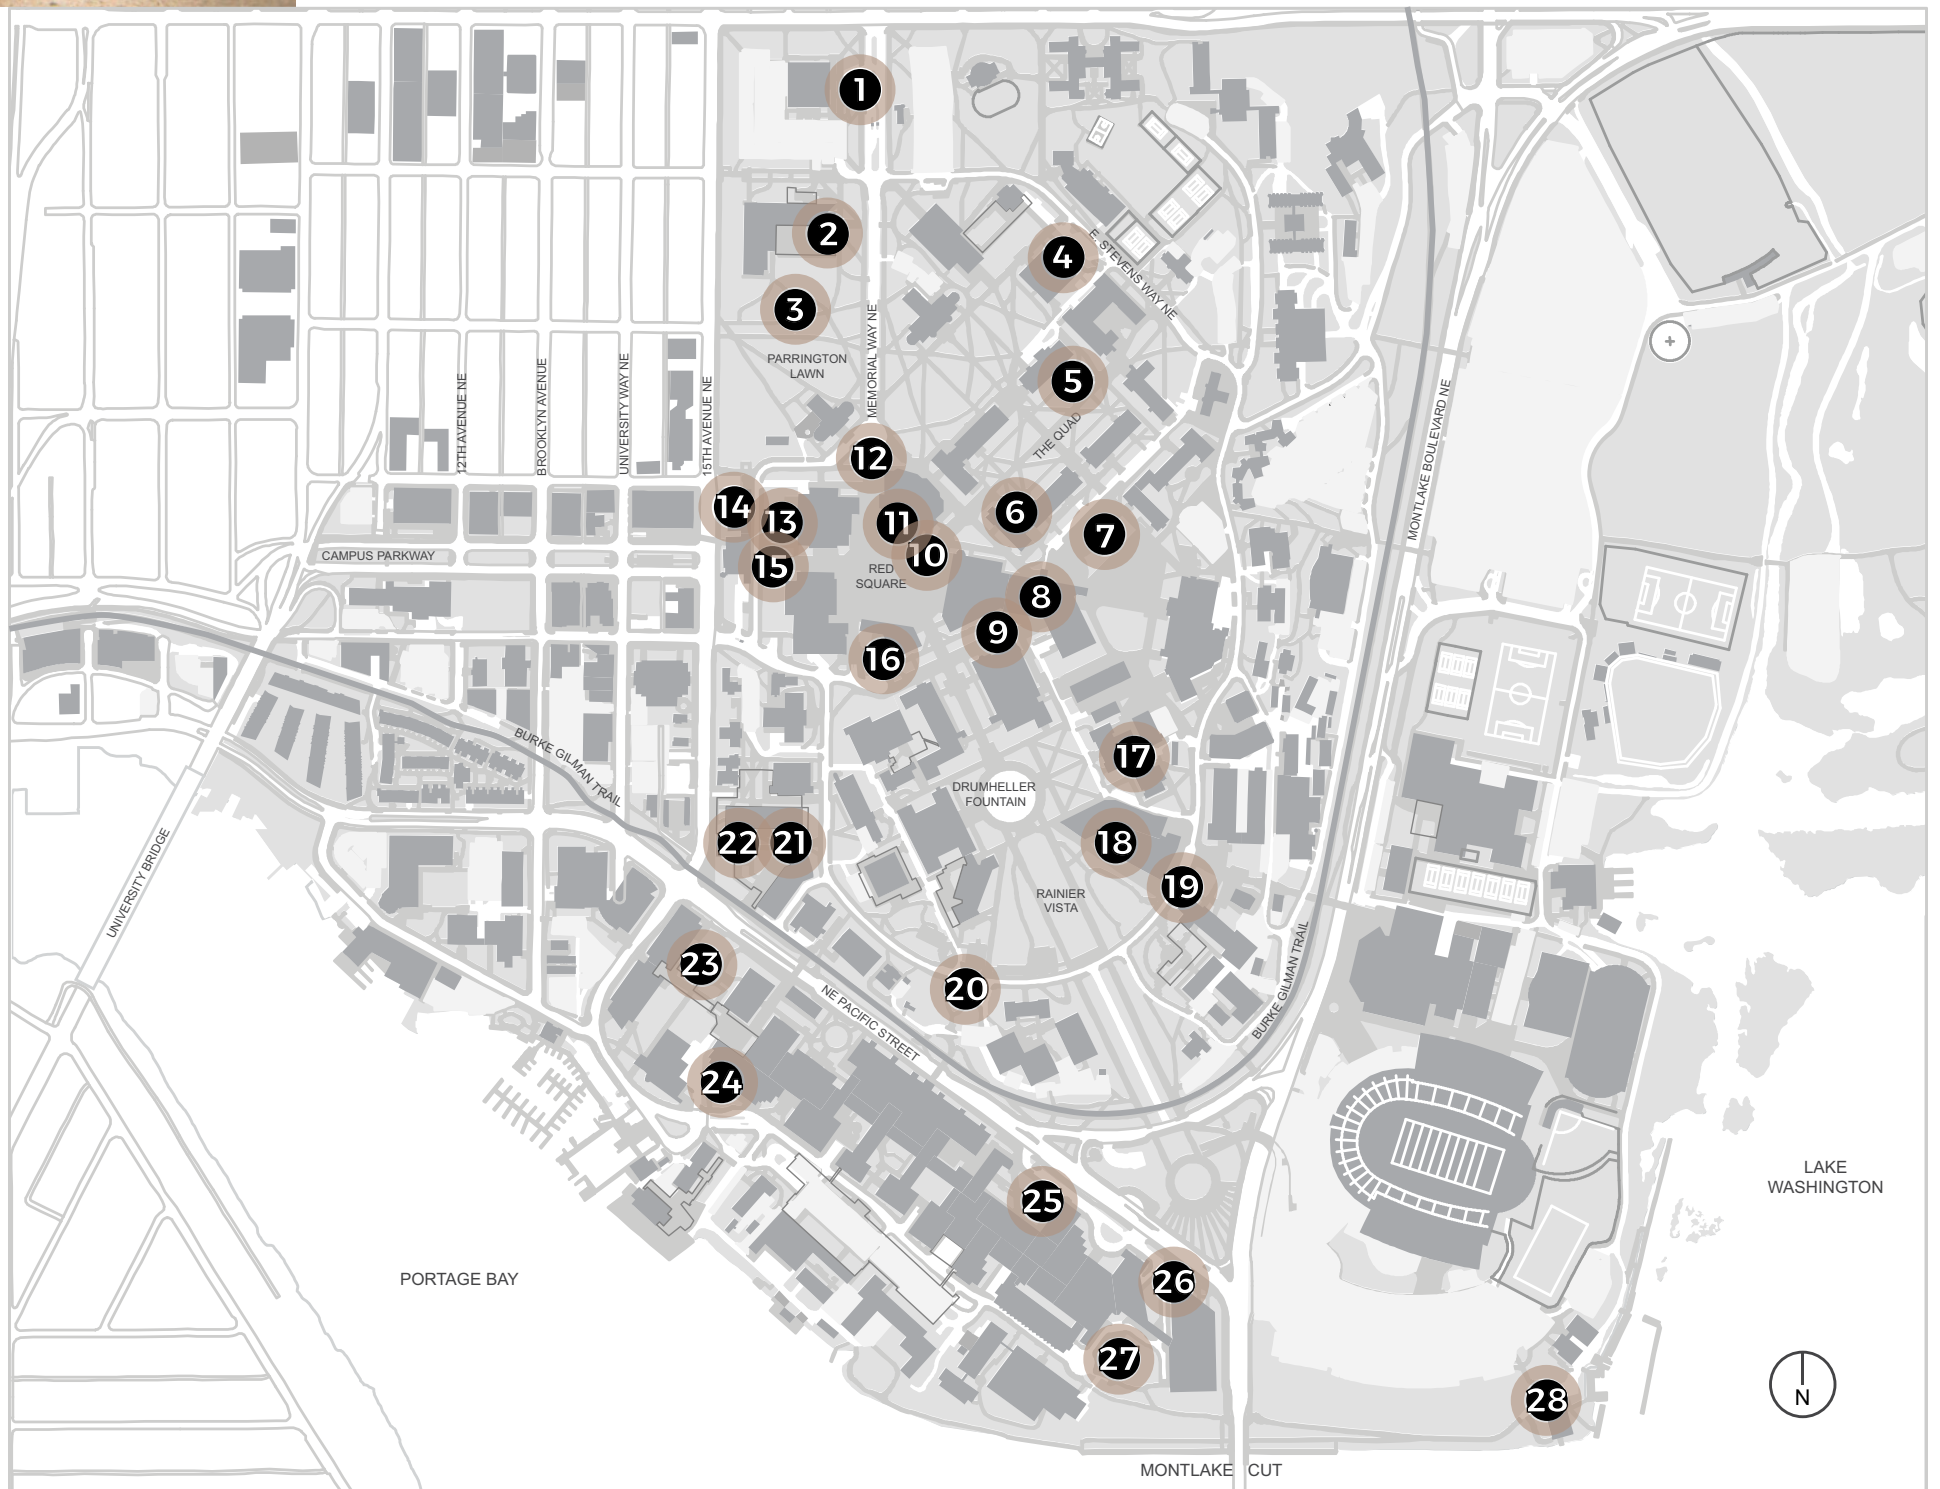 1
2
3
4
E. STEVENS WAY NE
PARRINGTON
LAWN
MEMORIAL WAY NE
5
THE QUAD
12TH AVENUE NE
BROOKLYN AVENUE
UNIVERSITY WAY NE
15TH AVENUE NE
MONTLAKE BOULEVARD NE
12
14
13
11
6
7
10
CAMPUS PARKWAY
15
RED
SQUARE
8
9
16
BURKE GILMAN TRAIL
17
DRUMHELLER
FOUNTAIN
22
21
18
19
UNIVERSITY BRIDGE
RAINIER
VISTA
23
20
NE PACIFIC STREET
BURKE GILMAN TRAIL
24
25
LAKE
WASHINGTON
PORTAGE BAY
26
27
28
N
MONTLAKE CUT